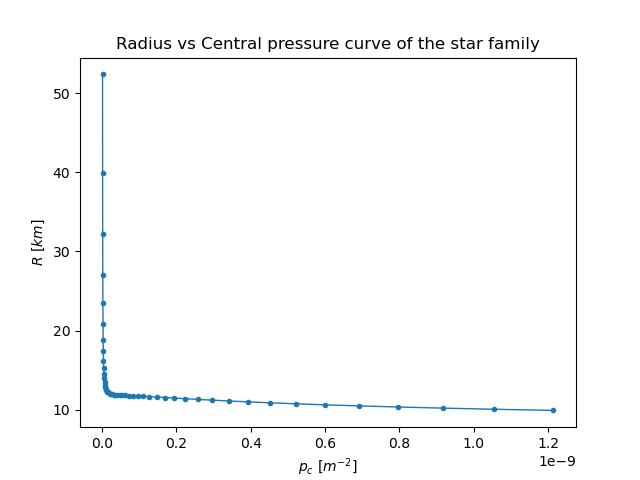 Radius vs Central pressure curve of the star family
50
40
30
20
10
R [km]
0.0 0.2 0.4 0.6 0.8 1.0 1.2
1e−9
p_c [m^{-2}]